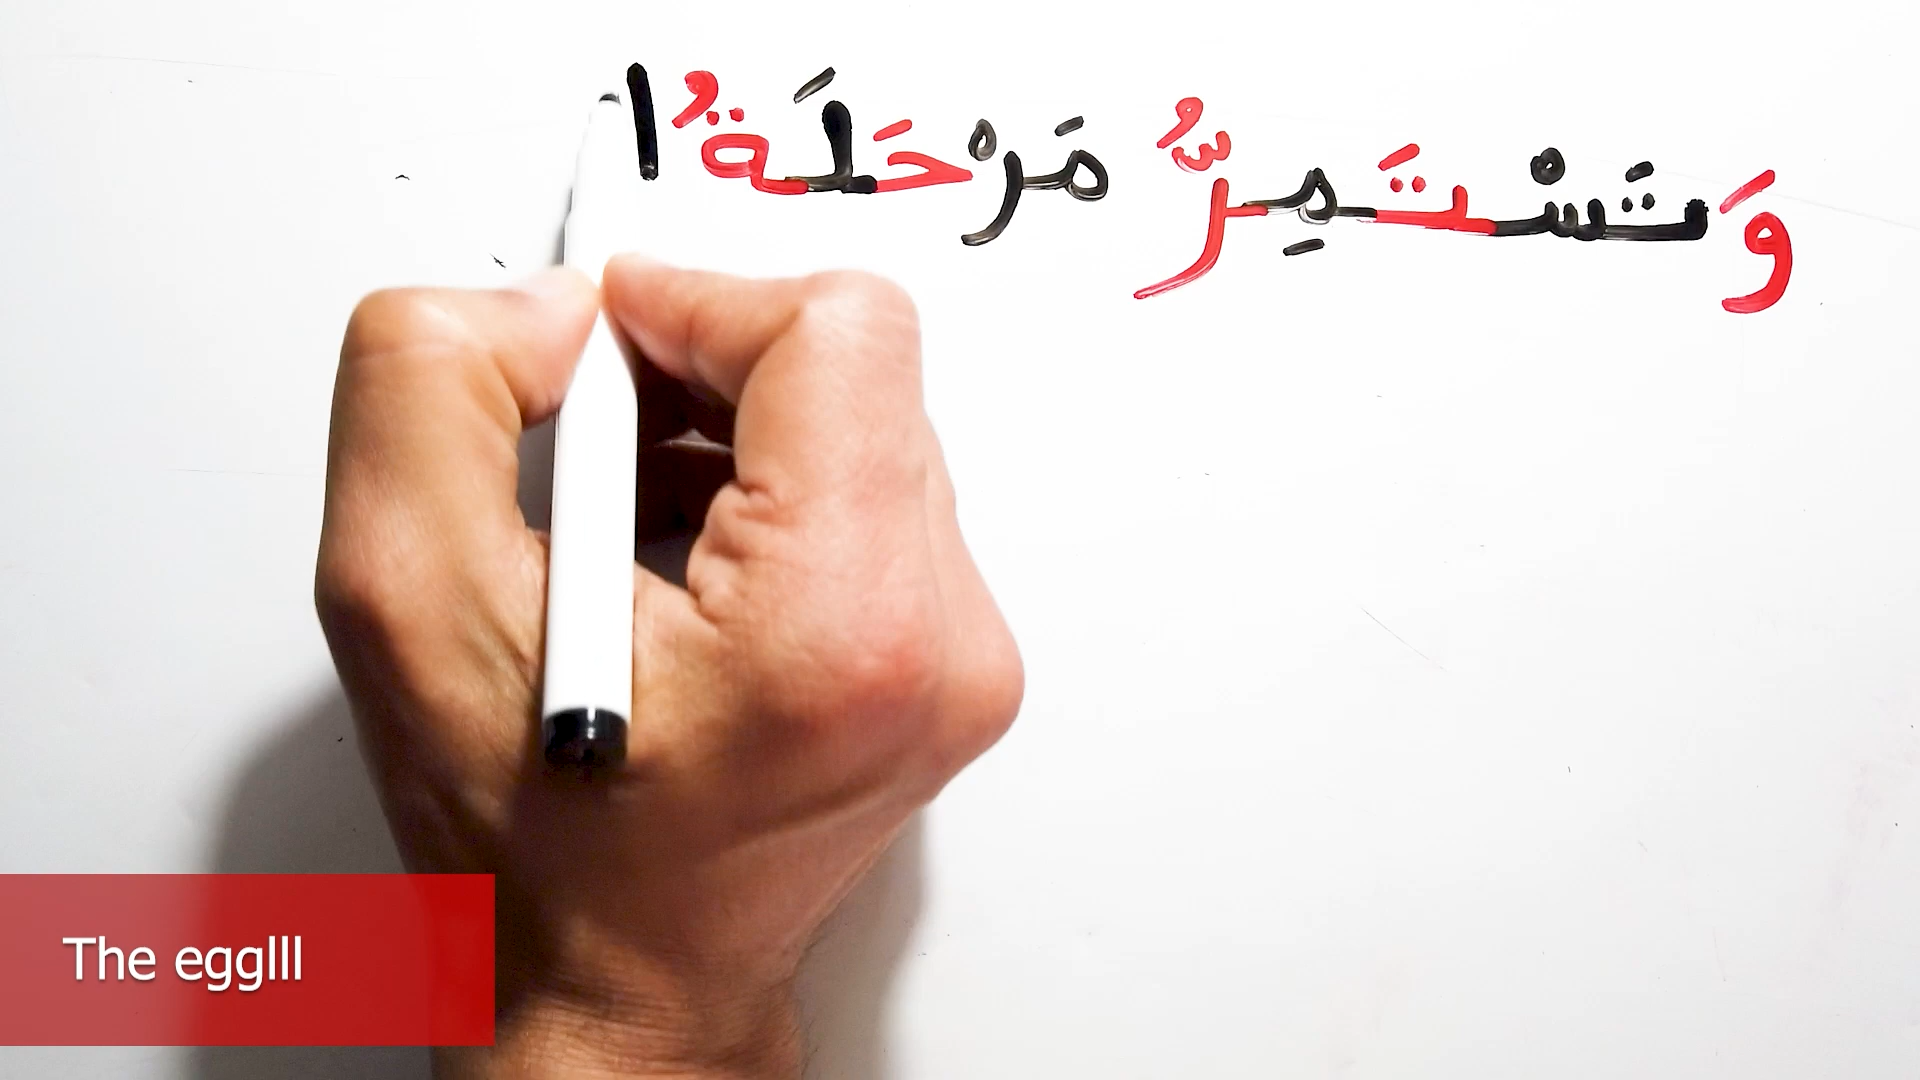 وَتَسْتَمِرُّ مَرْحَلَةُ ا
The egglll